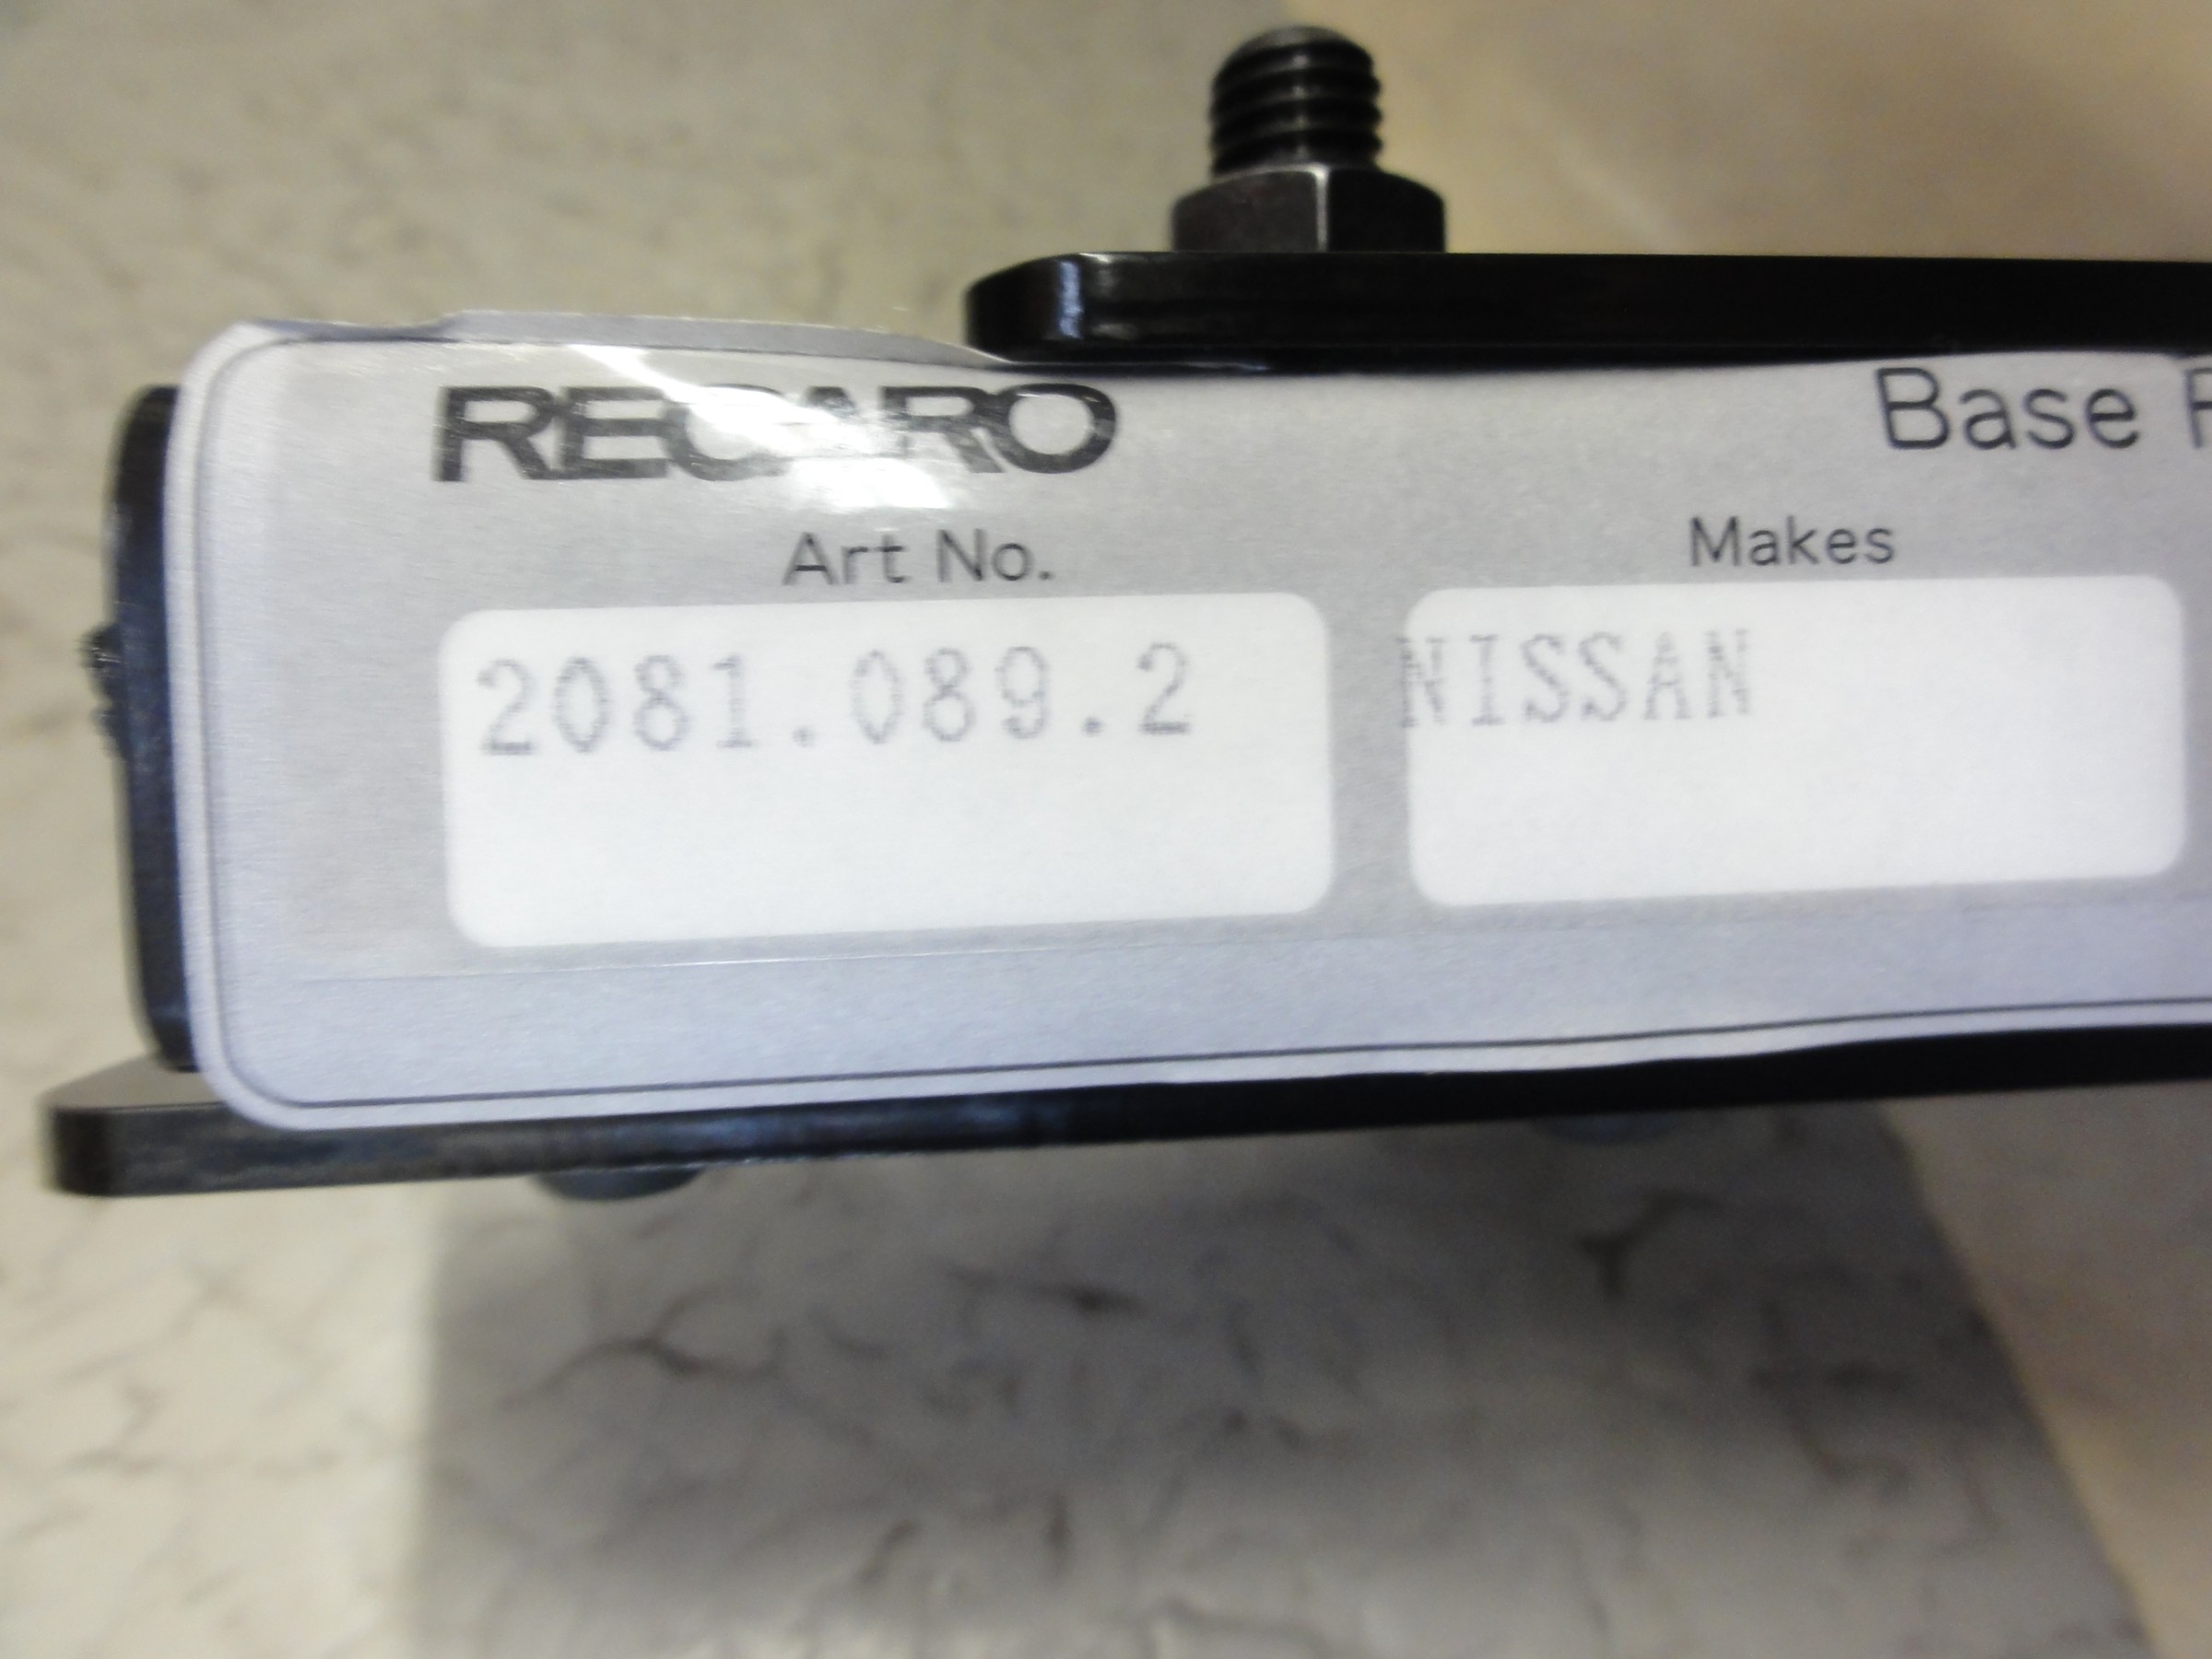 RECARO
Base
Art No.
Makes
2081.089.2
NISSAN